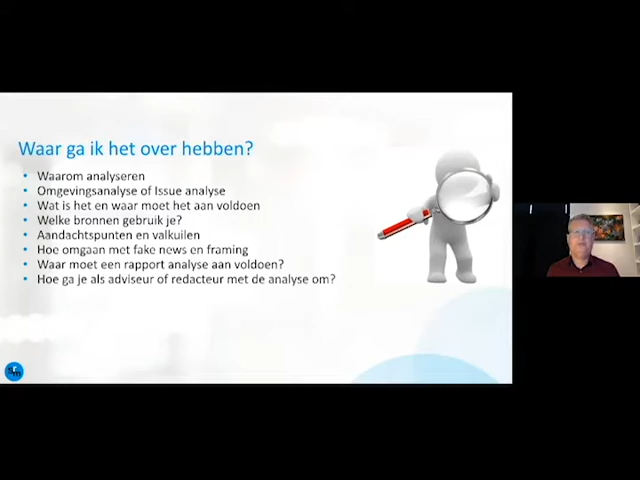 Waar ga ik het over hebben?
• Waarom analyseren
• Omgevingsanalyse of Issue analyse
• Wat is het en waar moet het aan voldoen
• Welke bronnen gebruik je?
• Aandachtspunten en valkuilen
• Hoe omgaan met fake news en framing
• Waar moet een rapport analyse aan voldoen?
• Hoe ga je als adviseur of redacteur met de analyse om?